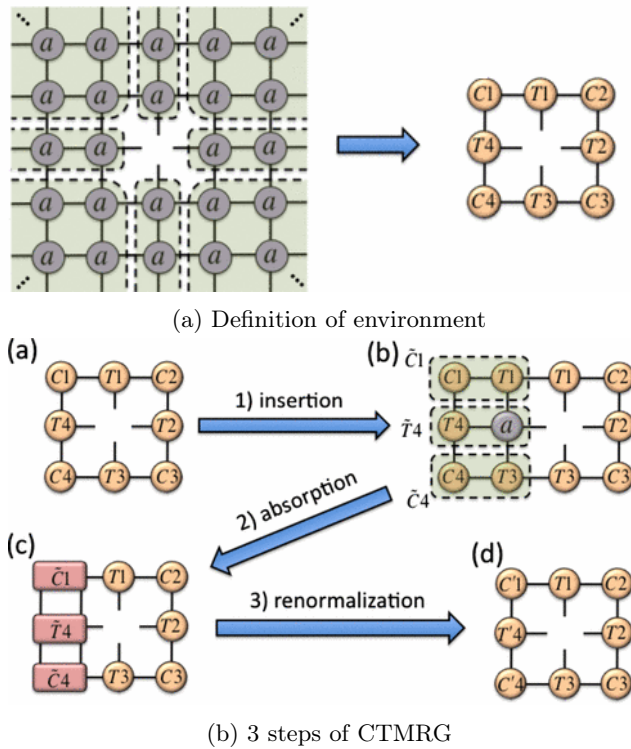 a a a a a
a a a a a
a a a a
a a a a a
a a a a a
C1 T1 C2
T4 T2
C4 T3 C3
(a) Definition of environment
(a)
C1 T1 C2
T4 T2
C4 T3 C3
1) insertion
(b)
C̃1 C1 T1 T1 C2
T̃4 T4 a T2
C̃4 C4 T3 T3 C3
2) absorption
(c)
C̃1 T1 C2
T̃4 T2
C̃4 T3 C3
3) renormalization
(d)
C'1 T1 C2
T'4 T2
C'4 T3 C3
(b) 3 steps of CTMRG